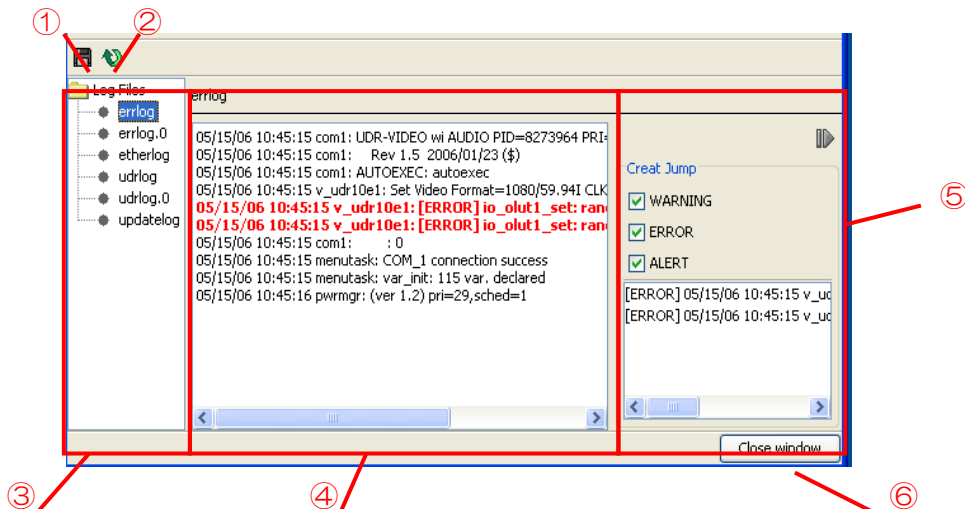 ① ②
Log Files
errlog
errlog.0
etherlog
udrlog
udrlog.0
updatelog
errlog
05/15/06 10:45:15 com1: UDR-VIDEO wi AUDIO PID=8273964 PRI=
05/15/06 10:45:15 com1: Rev 1.5 2006/01/23 ($)
05/15/06 10:45:15 com1: AUTOEXEC: autoexec
05/15/06 10:45:15 v_udr10e1: Set Video Format=1080/59.94I CLK
05/15/06 10:45:15 v_udr10e1: [ERROR] io_olut1_set: ran
05/15/06 10:45:15 v_udr10e1: [ERROR] io_olut1_set: ran
05/15/06 10:45:15 com1: : 0
05/15/06 10:45:15 menutask: COM_1 connection success
05/15/06 10:45:15 menutask: var_init: 115 var. declared
05/15/06 10:45:16 pwrmgr: (ver 1.2) pri=29,sched=1
Creat Jump
WARNING
ERROR
ALERT
[ERROR] 05/15/06 10:45:15 v_ud
[ERROR] 05/15/06 10:45:15 v_ud
⑤
Close window
③ ④ ⑥